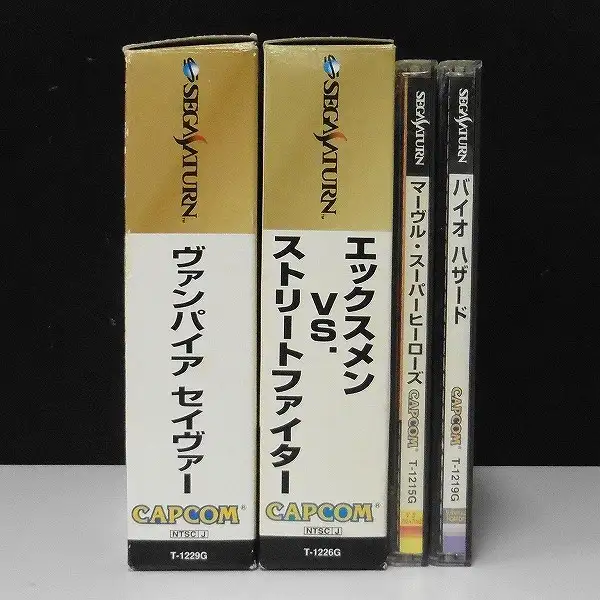 SEGA SATURN™
ヴァンパイア セイヴァー
CAPCOM®
NTSC J
T-1229G
SEGA SATURN™
エックスメン
VS.
ストリートファイター
CAPCOM®
NTSC J
T-1226G
SEGA SATURN
マーヴル・スーパーヒーローズ
CAPCOM®
T-1215G
SEGA SATURN
バイオ ハザード
CAPCOM®
T-1219G